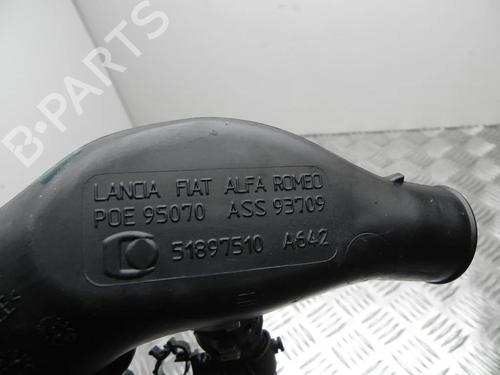 B-PARTS
LANCIA FIAT ALFA ROMEO
POE 95070 ASS 93709
51897510 A642